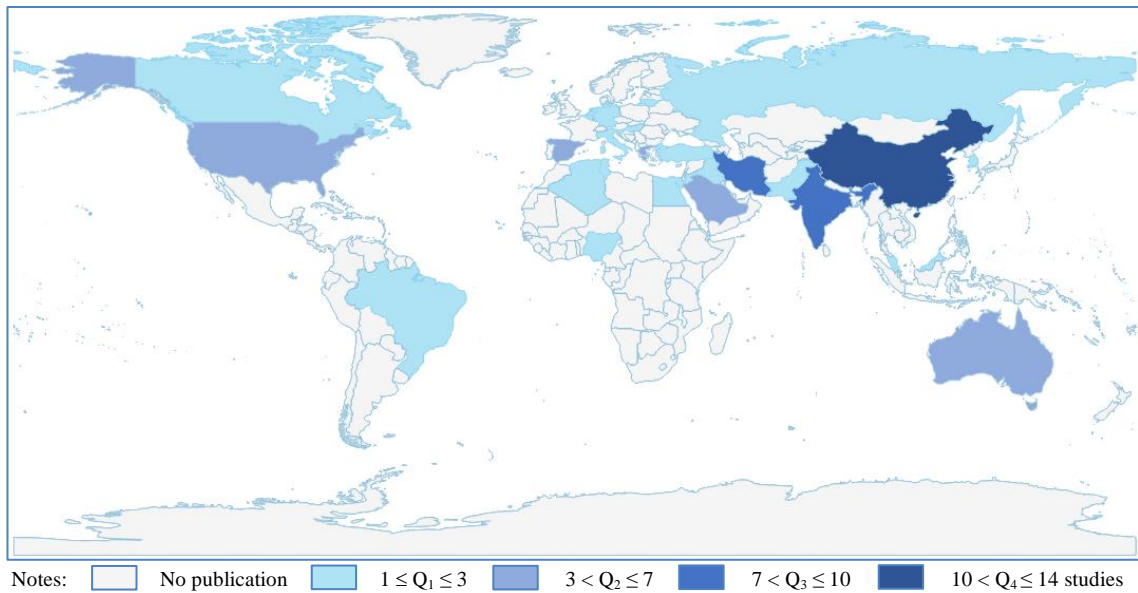 Notes: No publication 1 ≤ Q₁ ≤ 3 3 < Q₂ ≤ 7 7 < Q₃ ≤ 10 10 < Q₄ ≤ 14 studies